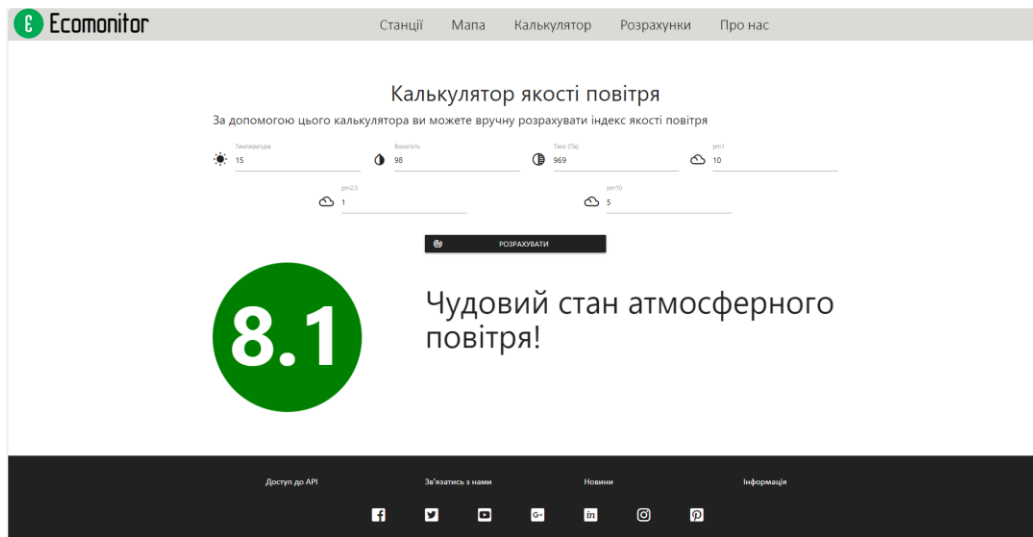 Ecomonitor
Станції Мапа Калькулятор Розрахунки Про нас
Калькулятор якості повітря
За допомогою цього калькулятора ви можете вручну розрахувати індекс якості повітря
Температура Вологість Тиск (Па) pm1
15 98 969 10
pm2.5 pm10
1 5
РОЗРАХУВАТИ
8.1
Чудовий стан атмосферного
повітря!
Доступ до API Зв'язатись з нами Новини Інформація